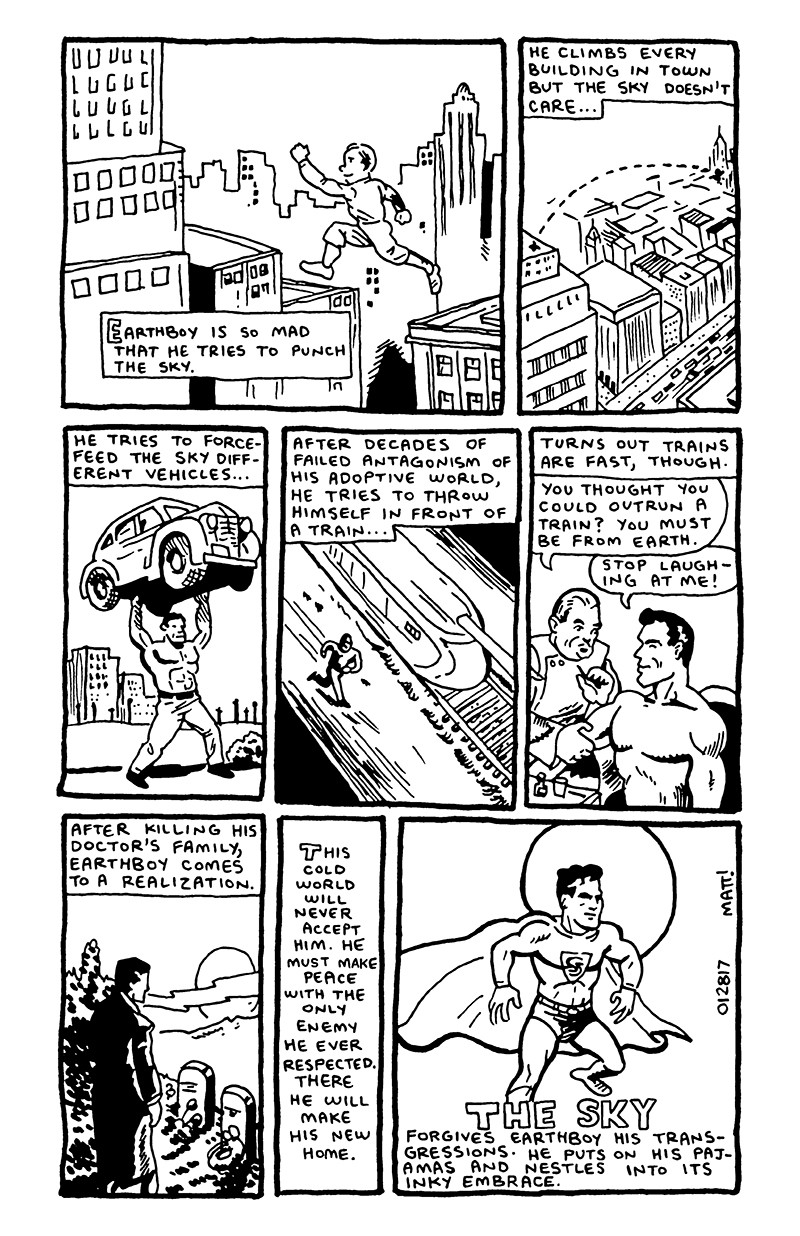 EARTHBOY IS SO MAD
THAT HE TRIES TO PUNCH
THE SKY.
HE CLIMBS EVERY
BUILDING IN TOWN
BUT THE SKY DOESN'T
CARE...
HE TRIES TO FORCE-
FEED THE SKY DIFF-
ERENT VEHICLES...
AFTER DECADES OF
FAILED ANTAGONISM OF
HIS ADOPTIVE WORLD,
HE TRIES TO THROW
HIMSELF IN FRONT OF
A TRAIN...
TURNS OUT TRAINS
ARE FAST, THOUGH.
YOU THOUGHT YOU
COULD OUTRUN A
TRAIN? YOU MUST
BE FROM EARTH.
STOP LAUGH-
ING AT ME!
AFTER KILLING HIS
DOCTOR'S FAMILY,
EARTHBOY COMES
TO A REALIZATION.
THIS
COLD
WORLD
WILL
NEVER
ACCEPT
HIM. HE
MUST MAKE
PEACE
WITH THE
ONLY
ENEMY
HE EVER
RESPECTED.
THERE
HE WILL
MAKE
HIS NEW
HOME.
S
THE SKY
FORGIVES EARTHBOY HIS TRANS-
GRESSIONS. HE PUTS ON HIS PAJ-
AMAS AND NESTLES INTO ITS
INKY EMBRACE.
012817 MATT!